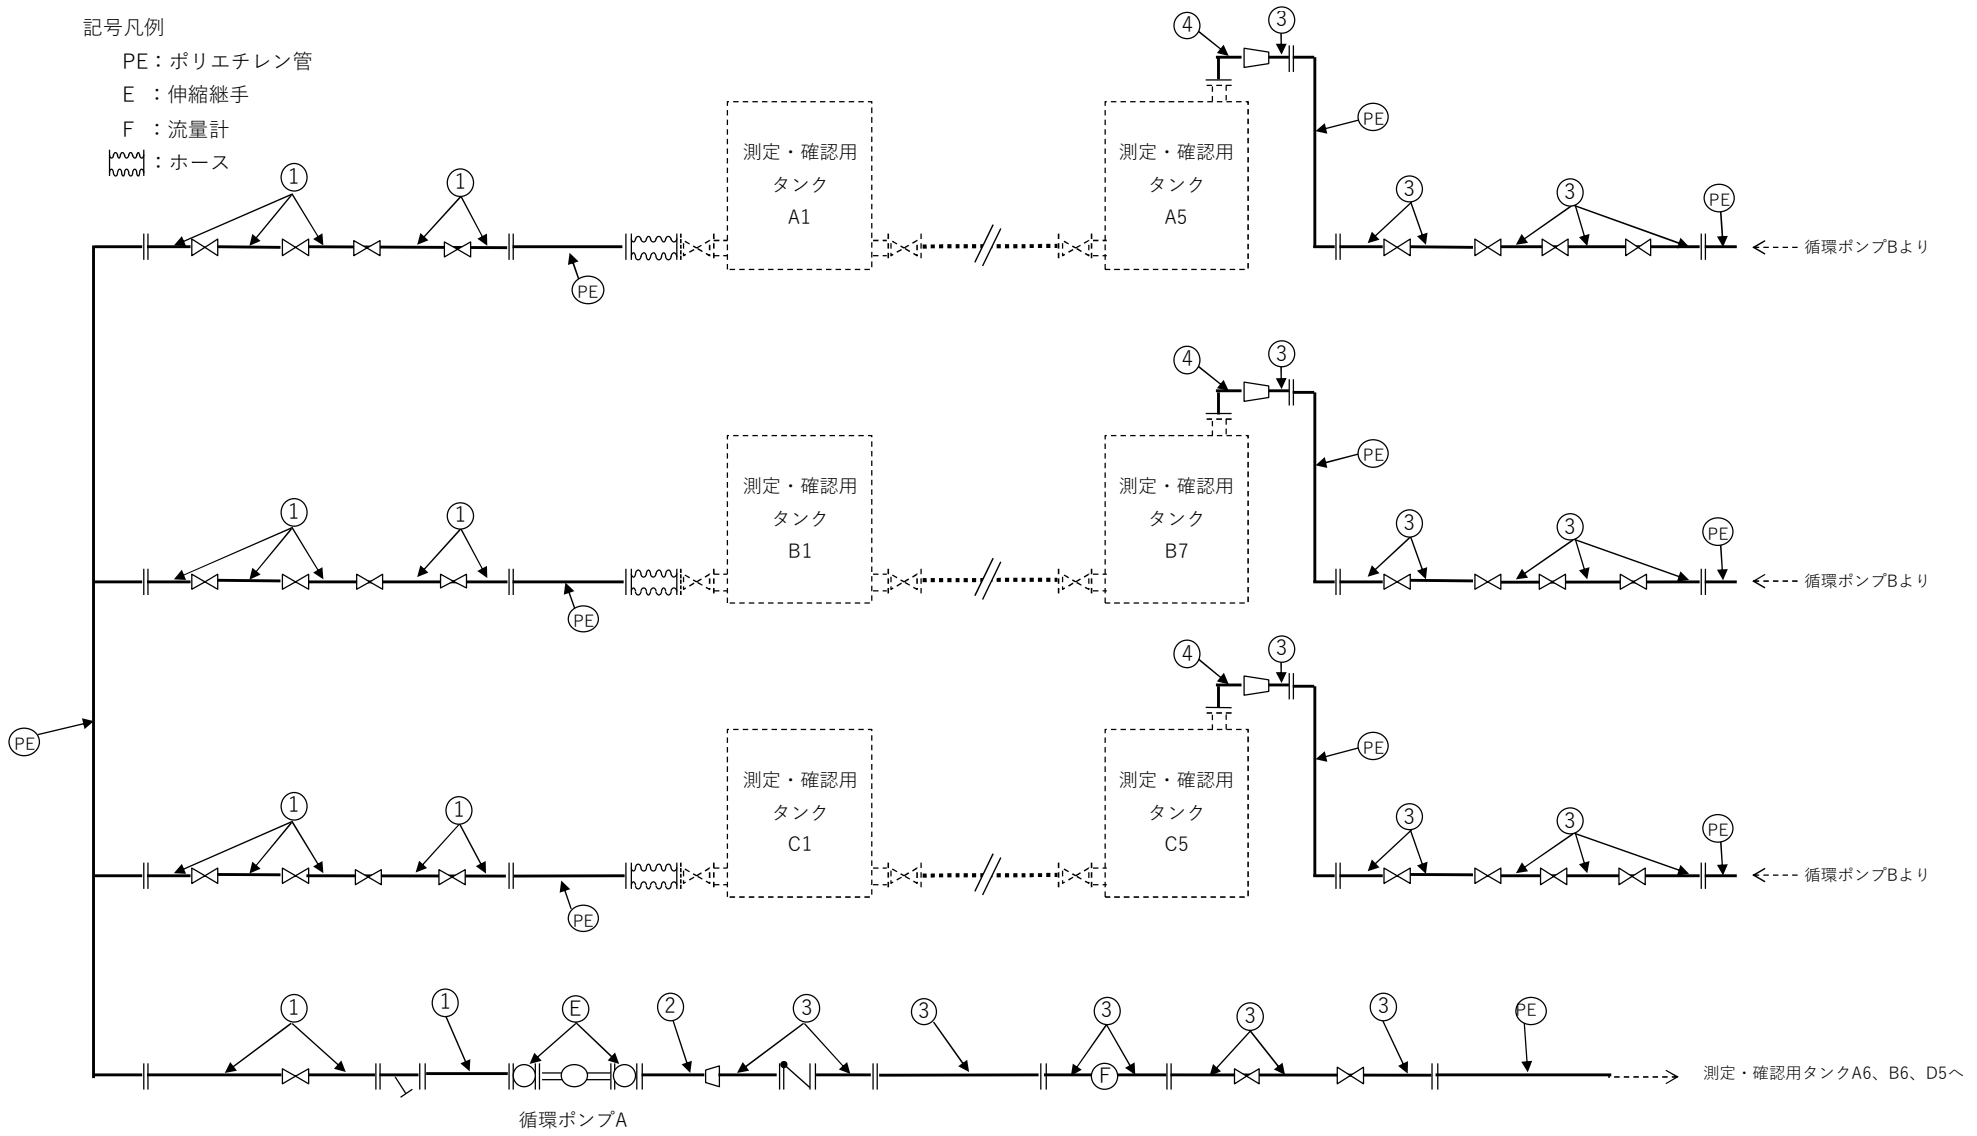 記号凡例
PE：ポリエチレン管
E ：伸縮継手
F ：流量計
：ホース
④ ③
PE
① ①
測定・確認用
タンク
A1
測定・確認用
タンク
A5
③ ③ PE
循環ポンプBより
PE
④ ③
PE
① ①
測定・確認用
タンク
B1
測定・確認用
タンク
B7
③ ③ PE
循環ポンプBより
PE
④ ③
PE
PE
① ①
測定・確認用
タンク
C1
測定・確認用
タンク
C5
③ ③ PE
循環ポンプBより
PE
① ① E ② ③ ③ ③ ③ ③ PE
F
測定・確認用タンクA6、B6、D5へ
循環ポンプA